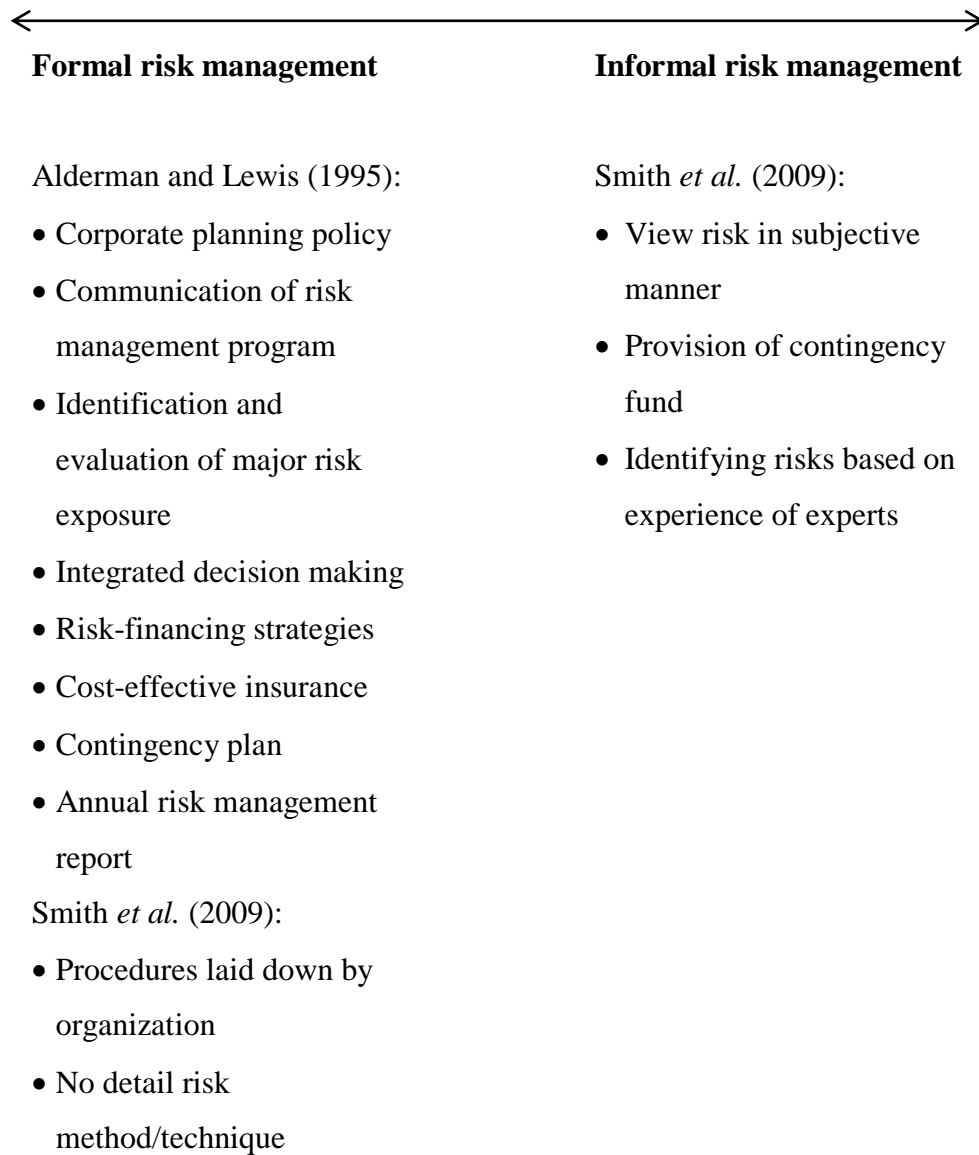 Formal risk management
Alderman and Lewis (1995):
• Corporate planning policy
• Communication of risk
management program
• Identification and
evaluation of major risk
exposure
• Integrated decision making
• Risk-financing strategies
• Cost-effective insurance
• Contingency plan
• Annual risk management
report
Smith et al. (2009):
• Procedures laid down by
organization
• No detail risk
method/technique
Informal risk management
Smith et al. (2009):
• View risk in subjective
manner
• Provision of contingency
fund
• Identifying risks based on
experience of experts